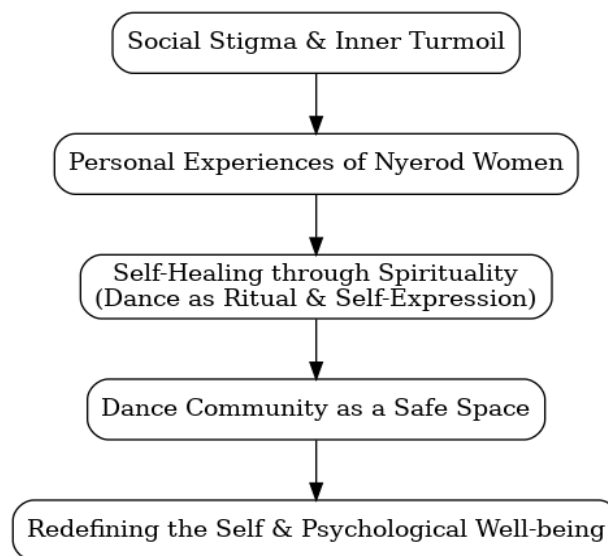 Social Stigma & Inner Turmoil
Personal Experiences of Nyerod Women
Self-Healing through Spirituality
(Dance as Ritual & Self-Expression)
Dance Community as a Safe Space
Redefining the Self & Psychological Well-being